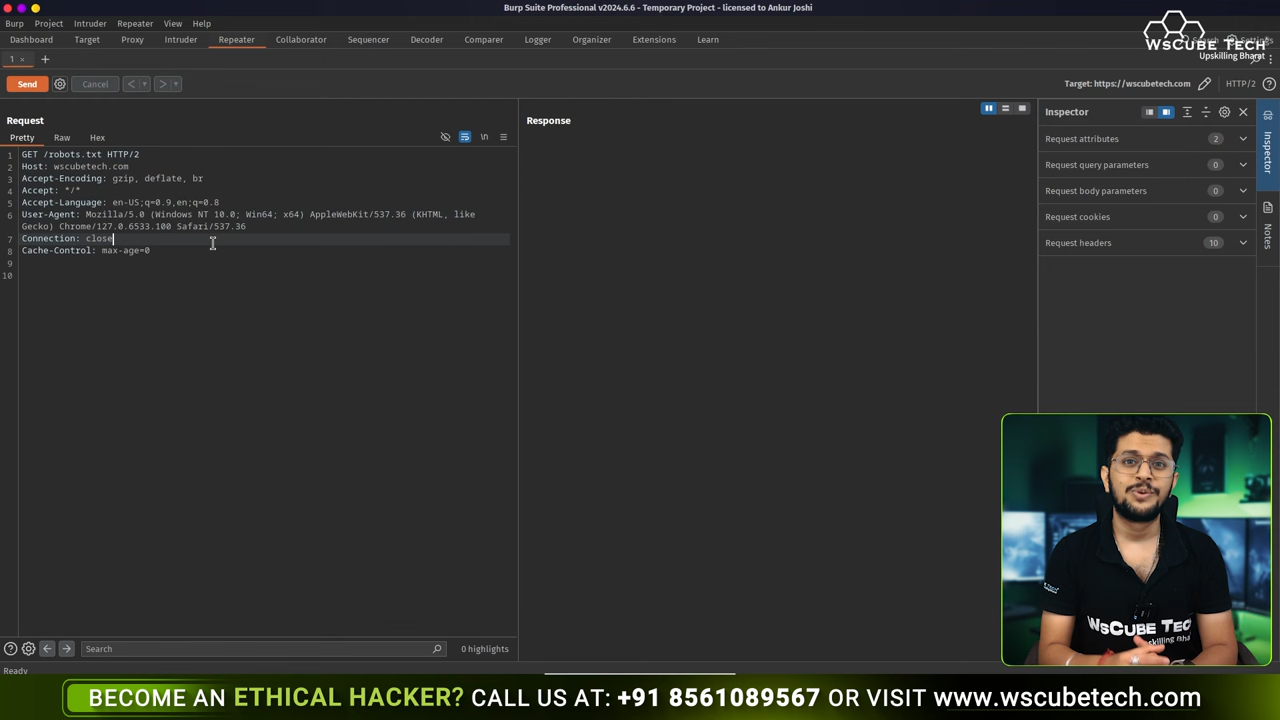 Burp Suite Professional v2024.6.6 - Temporary Project - licensed to Ankur Joshi
Burp Project Intruder Repeater View Help
Dashboard Target Proxy Intruder Repeater Collaborator Sequencer Decoder Comparer Logger Organizer Extensions Learn
WsCUBE TECH
Upskilling Bharat
1 × +
Send Cancel < >
Target: https://wscubetech.com HTTP/2
Request
Pretty Raw Hex
\n
1 GET /robots.txt HTTP/2
2 Host: wscubetech.com
3 Accept-Encoding: gzip, deflate, br
4 Accept: */*
5 Accept-Language: en-US;q=0.9,en;q=0.8
6 User-Agent: Mozilla/5.0 (Windows NT 10.0; Win64; x64) AppleWebKit/537.36 (KHTML, like
Gecko) Chrome/127.0.6533.100 Safari/537.36
7 Connection: close
8 Cache-Control: max-age=0
9
10
Response
Inspector
Request attributes 2
Request query parameters 0
Request body parameters 0
Request cookies 0
Request headers 10
Inspector
Notes
WsCUBE TECH
Search
0 highlights
Ready
BECOME AN ETHICAL HACKER? CALL US AT: +91 8561089567 OR VISIT www.wscubetech.com